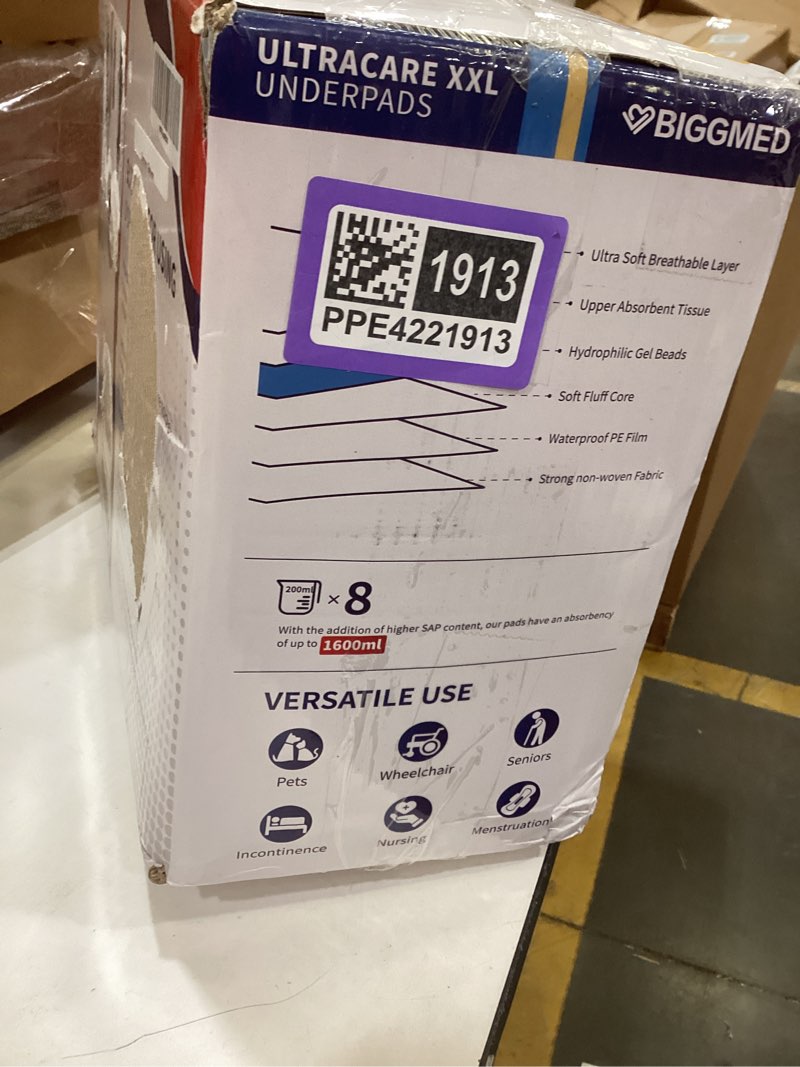 ULTRACARE XXL
UNDERPADS
BIGGMED
1913
PPE4221913
Ultra Soft Breathable Layer
Upper Absorbent Tissue
Hydrophilic Gel Beads
Soft Fluff Core
Waterproof PE Film
Strong non-woven Fabric
200ml × 8
With the addition of higher SAP content, our pads have an absorbency
of up to 1600ml
VERSATILE USE
Pets
Wheelchair
Seniors
Incontinence
Nursing
Menstruation